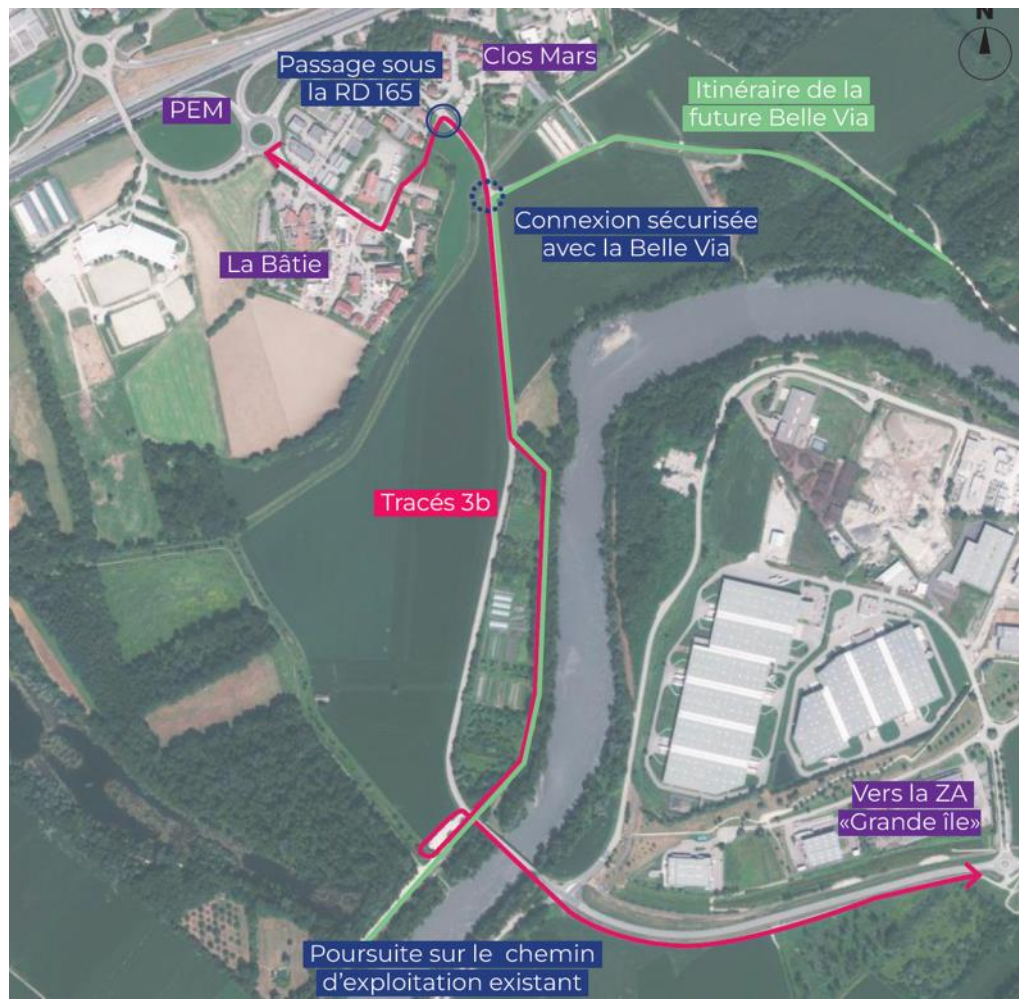 N
Clos Mars
Passage sous
la RD 165
PEM
Itinéraire de la
future Belle Via
Connexion sécurisée
avec la Belle Via
La Bâtie
Tracés 3b
Vers la ZA
«Grande île»
Poursuite sur le chemin
d'exploitation existant